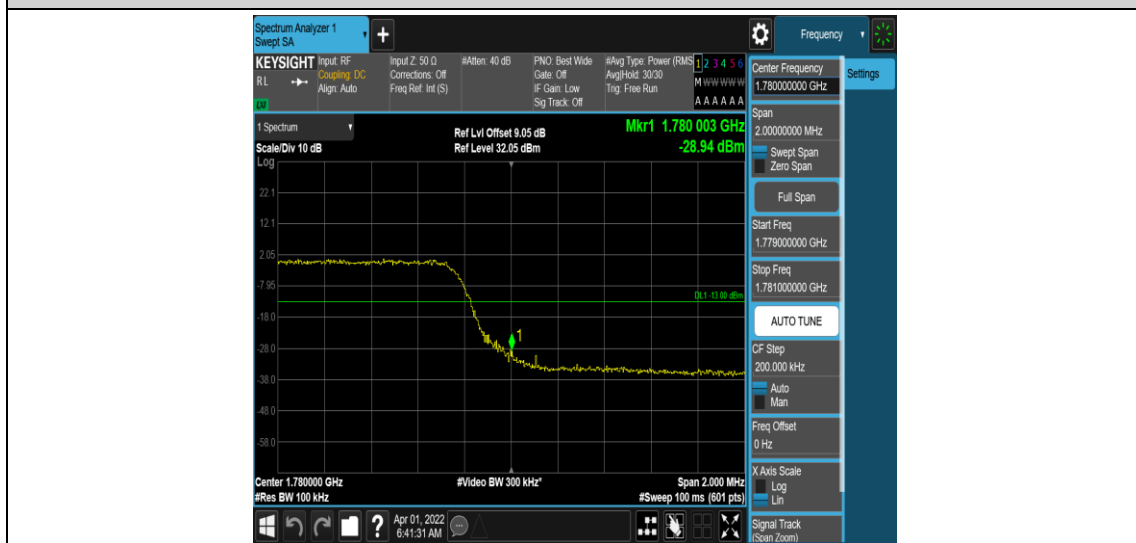 Spectrum Analyzer 1
Swept SA
+
Frequency
KEYSIGHT
RL
LXI
Input: RF
Coupling: DC
Align: Auto
Input Z: 50 Ω
Corrections: Off
Freq Ref: Int (S)
#Atten: 40 dB
PNO: Best Wide
Gate: Off
IF Gain: Low
Sig Track: Off
#Avg Type: Power (RMS
Avg|Hold: 30/30
Trig: Free Run
1 2 3 4 5 6
M W W W W W
A A A A A A
1 Spectrum
Scale/Div 10 dB
Log
Ref Lvl Offset 9.05 dB
Ref Level 32.05 dBm
Mkr1 1.780 003 GHz
-28.94 dBm
22.1
12.1
2.05
-7.95
-18.0
-28.0
-38.0
-48.0
-58.0
DL1 -13.00 dBm
1
Center 1.780000 GHz
#Res BW 100 kHz
#Video BW 300 kHz*
Span 2.000 MHz
#Sweep 100 ms (601 pts)
?
Apr 01, 2022
6:41:31 AM
Center Frequency
1.780000000 GHz
Settings
Span
2.00000000 MHz
Swept Span
Zero Span
Full Span
Start Freq
1.779000000 GHz
Stop Freq
1.781000000 GHz
AUTO TUNE
CF Step
200.000 kHz
Auto
Man
Freq Offset
0 Hz
X Axis Scale
Log
Lin
Signal Track
(Span Zoom)